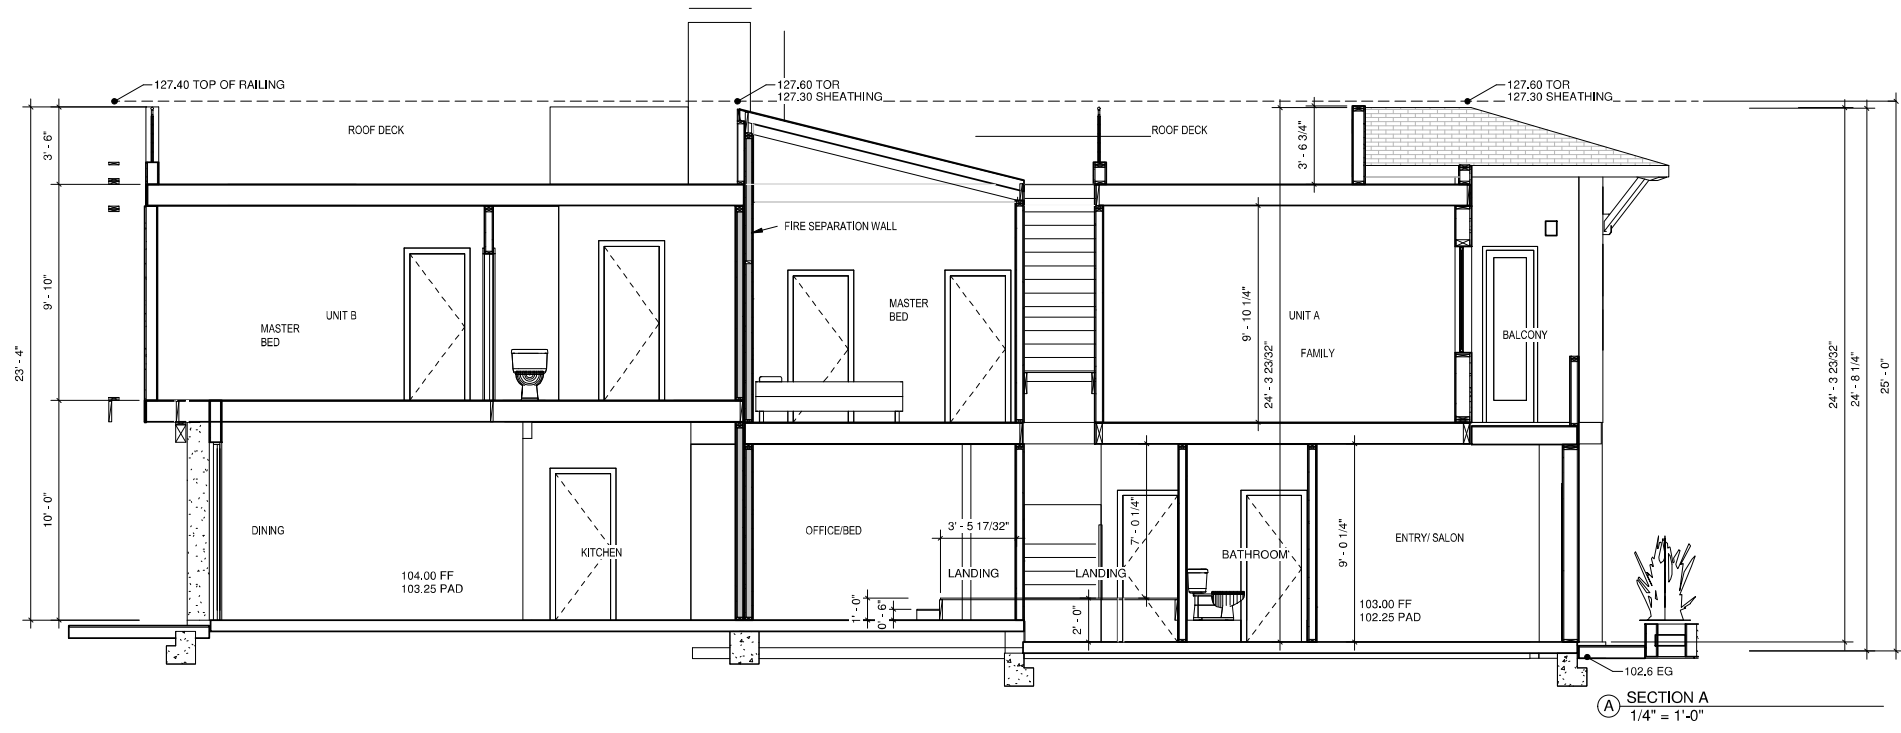 127.40 TOP OF RAILING
127.60 TOR
127.30 SHEATHING
127.60 TOR
127.30 SHEATHING
ROOF DECK
ROOF DECK
3' - 6"
3' - 6 3/4"
FIRE SEPARATION WALL
9' - 10"
UNIT B
MASTER
BED
MASTER
BED
9' - 10 1/4"
UNIT A
FAMILY
BALCONY
23' - 4"
24' - 3 23/32"
24' - 3 23/32"
24' - 8 1/4"
25' - 0"
10' - 0"
DINING
KITCHEN
104.00 FF
103.25 PAD
OFFICE/BED
3' - 5 17/32"
LANDING
LANDING
7' - 0 1/4"
BATHROOM
9' - 0 1/4"
ENTRY/ SALON
1' - 0"
0' - 6"
2' - 0"
103.00 FF
102.25 PAD
102.6 EG
A
SECTION A
1/4" = 1'-0"